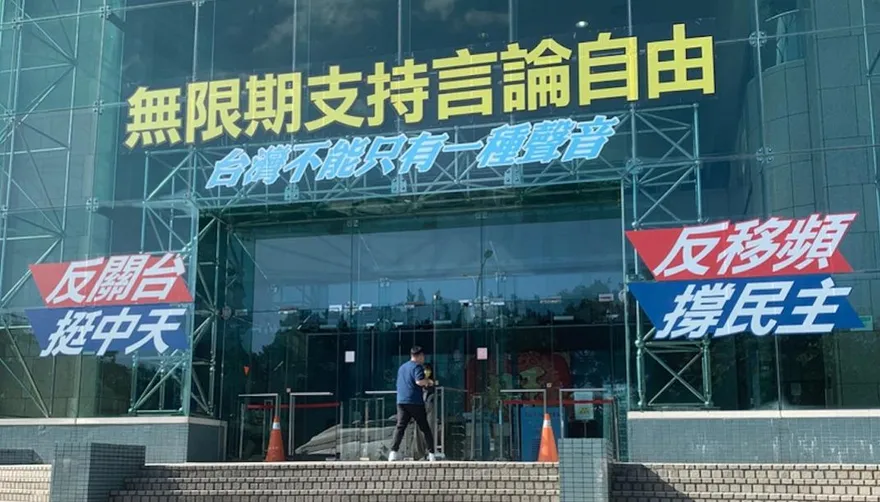 無限期支持言論自由
台灣不能只有一種聲音
反關台
挺中天
反移頻
撐民主